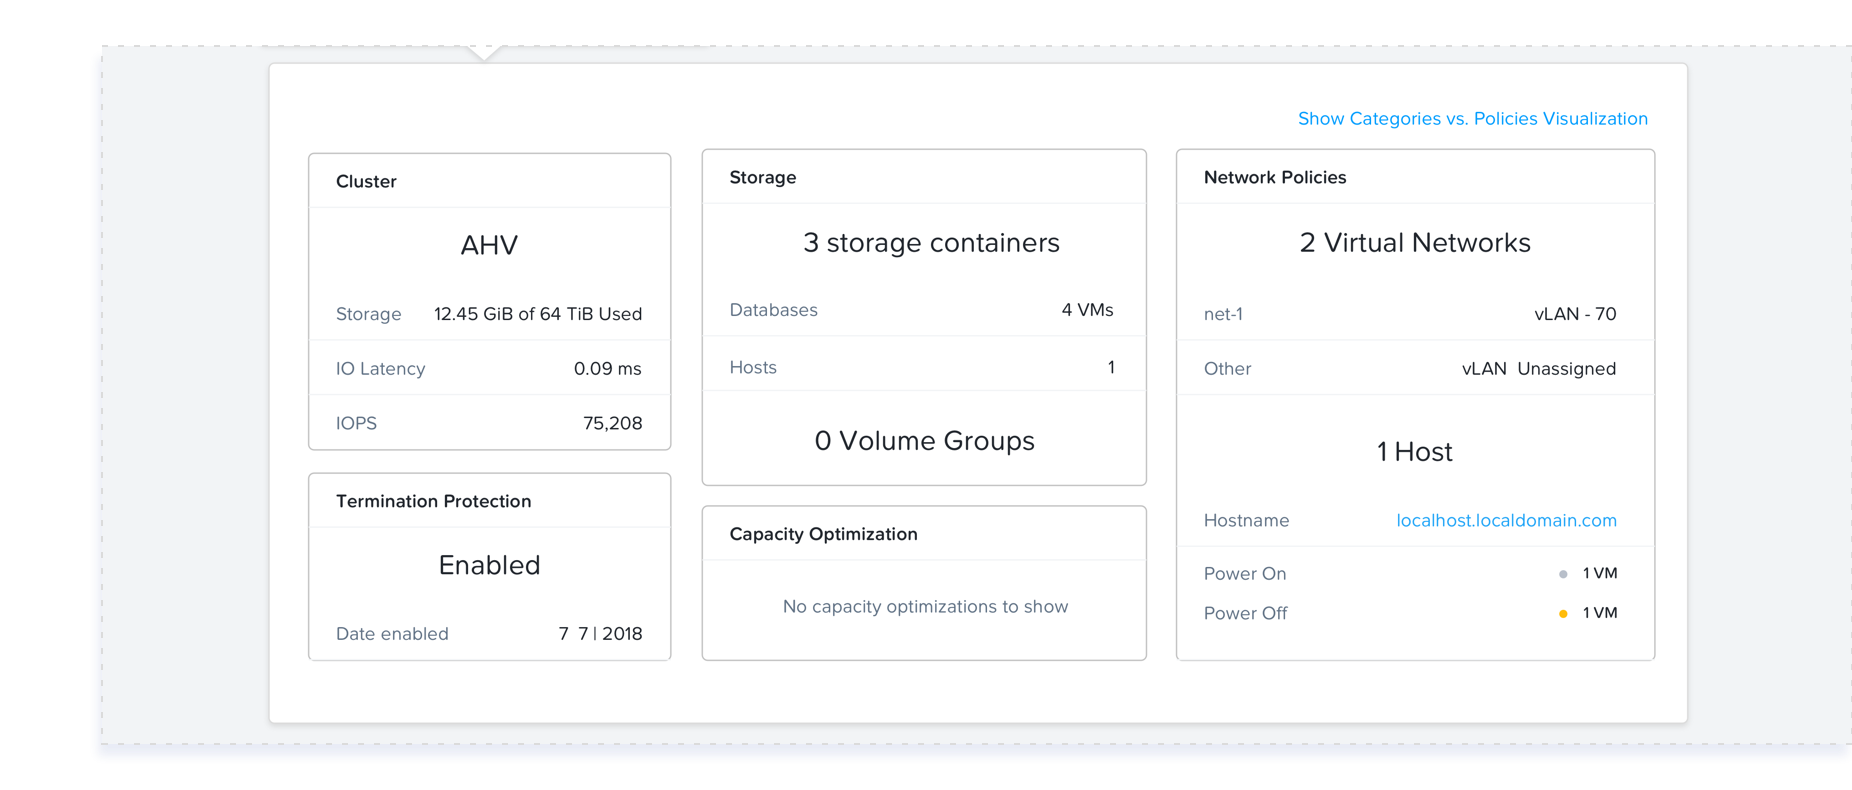 Show Categories vs. Policies Visualization
Cluster
AHV
Storage 12.45 GiB of 64 TiB Used
IO Latency 0.09 ms
IOPS 75,208
Termination Protection
Enabled
Date enabled 7 7 | 2018
Storage
3 storage containers
Databases 4 VMs
Hosts 1
0 Volume Groups
Capacity Optimization
No capacity optimizations to show
Network Policies
2 Virtual Networks
net-1 vLAN - 70
Other vLAN Unassigned
1 Host
Hostname localhost.localdomain.com
Power On 1 VM
Power Off 1 VM